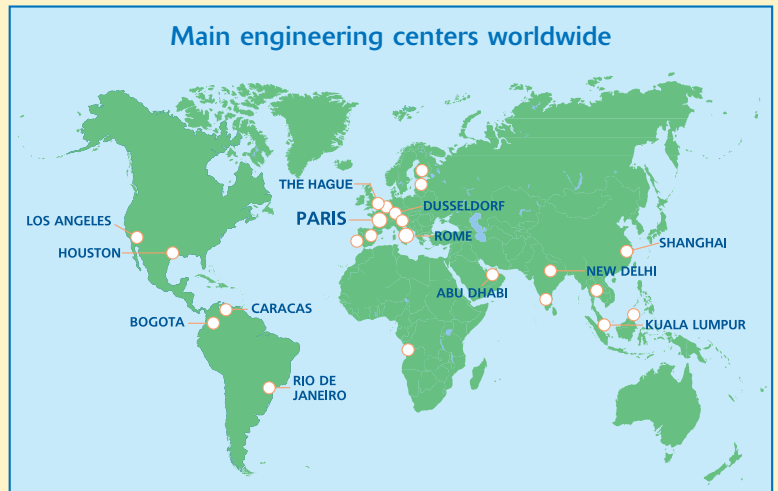 Main engineering centers worldwide
THE HAGUE
DUSSELDORF
PARIS
LOS ANGELES
ROME
HOUSTON
SHANGHAI
NEW DELHI
ABU DHABI
CARACAS
BOGOTA
KUALA LUMPUR
RIO DE
JANEIRO